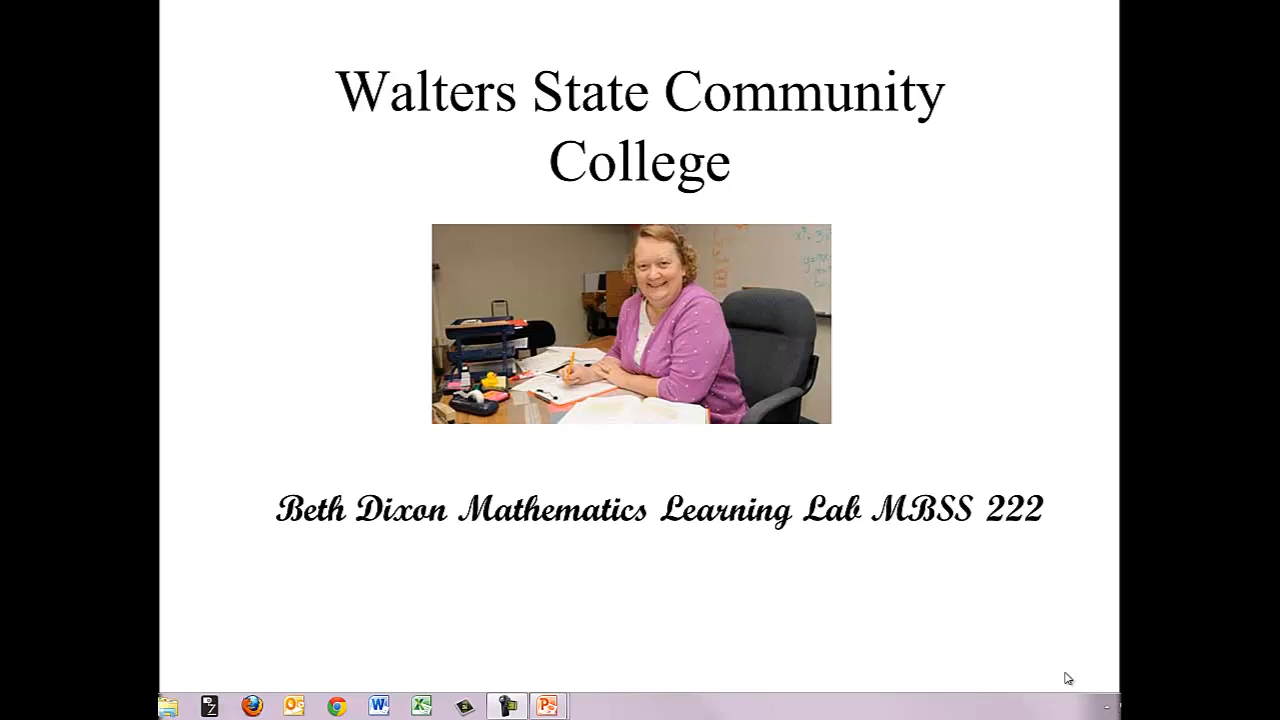 Walters State Community
College
Beth Dixon Mathematics Learning Lab MBSS 222